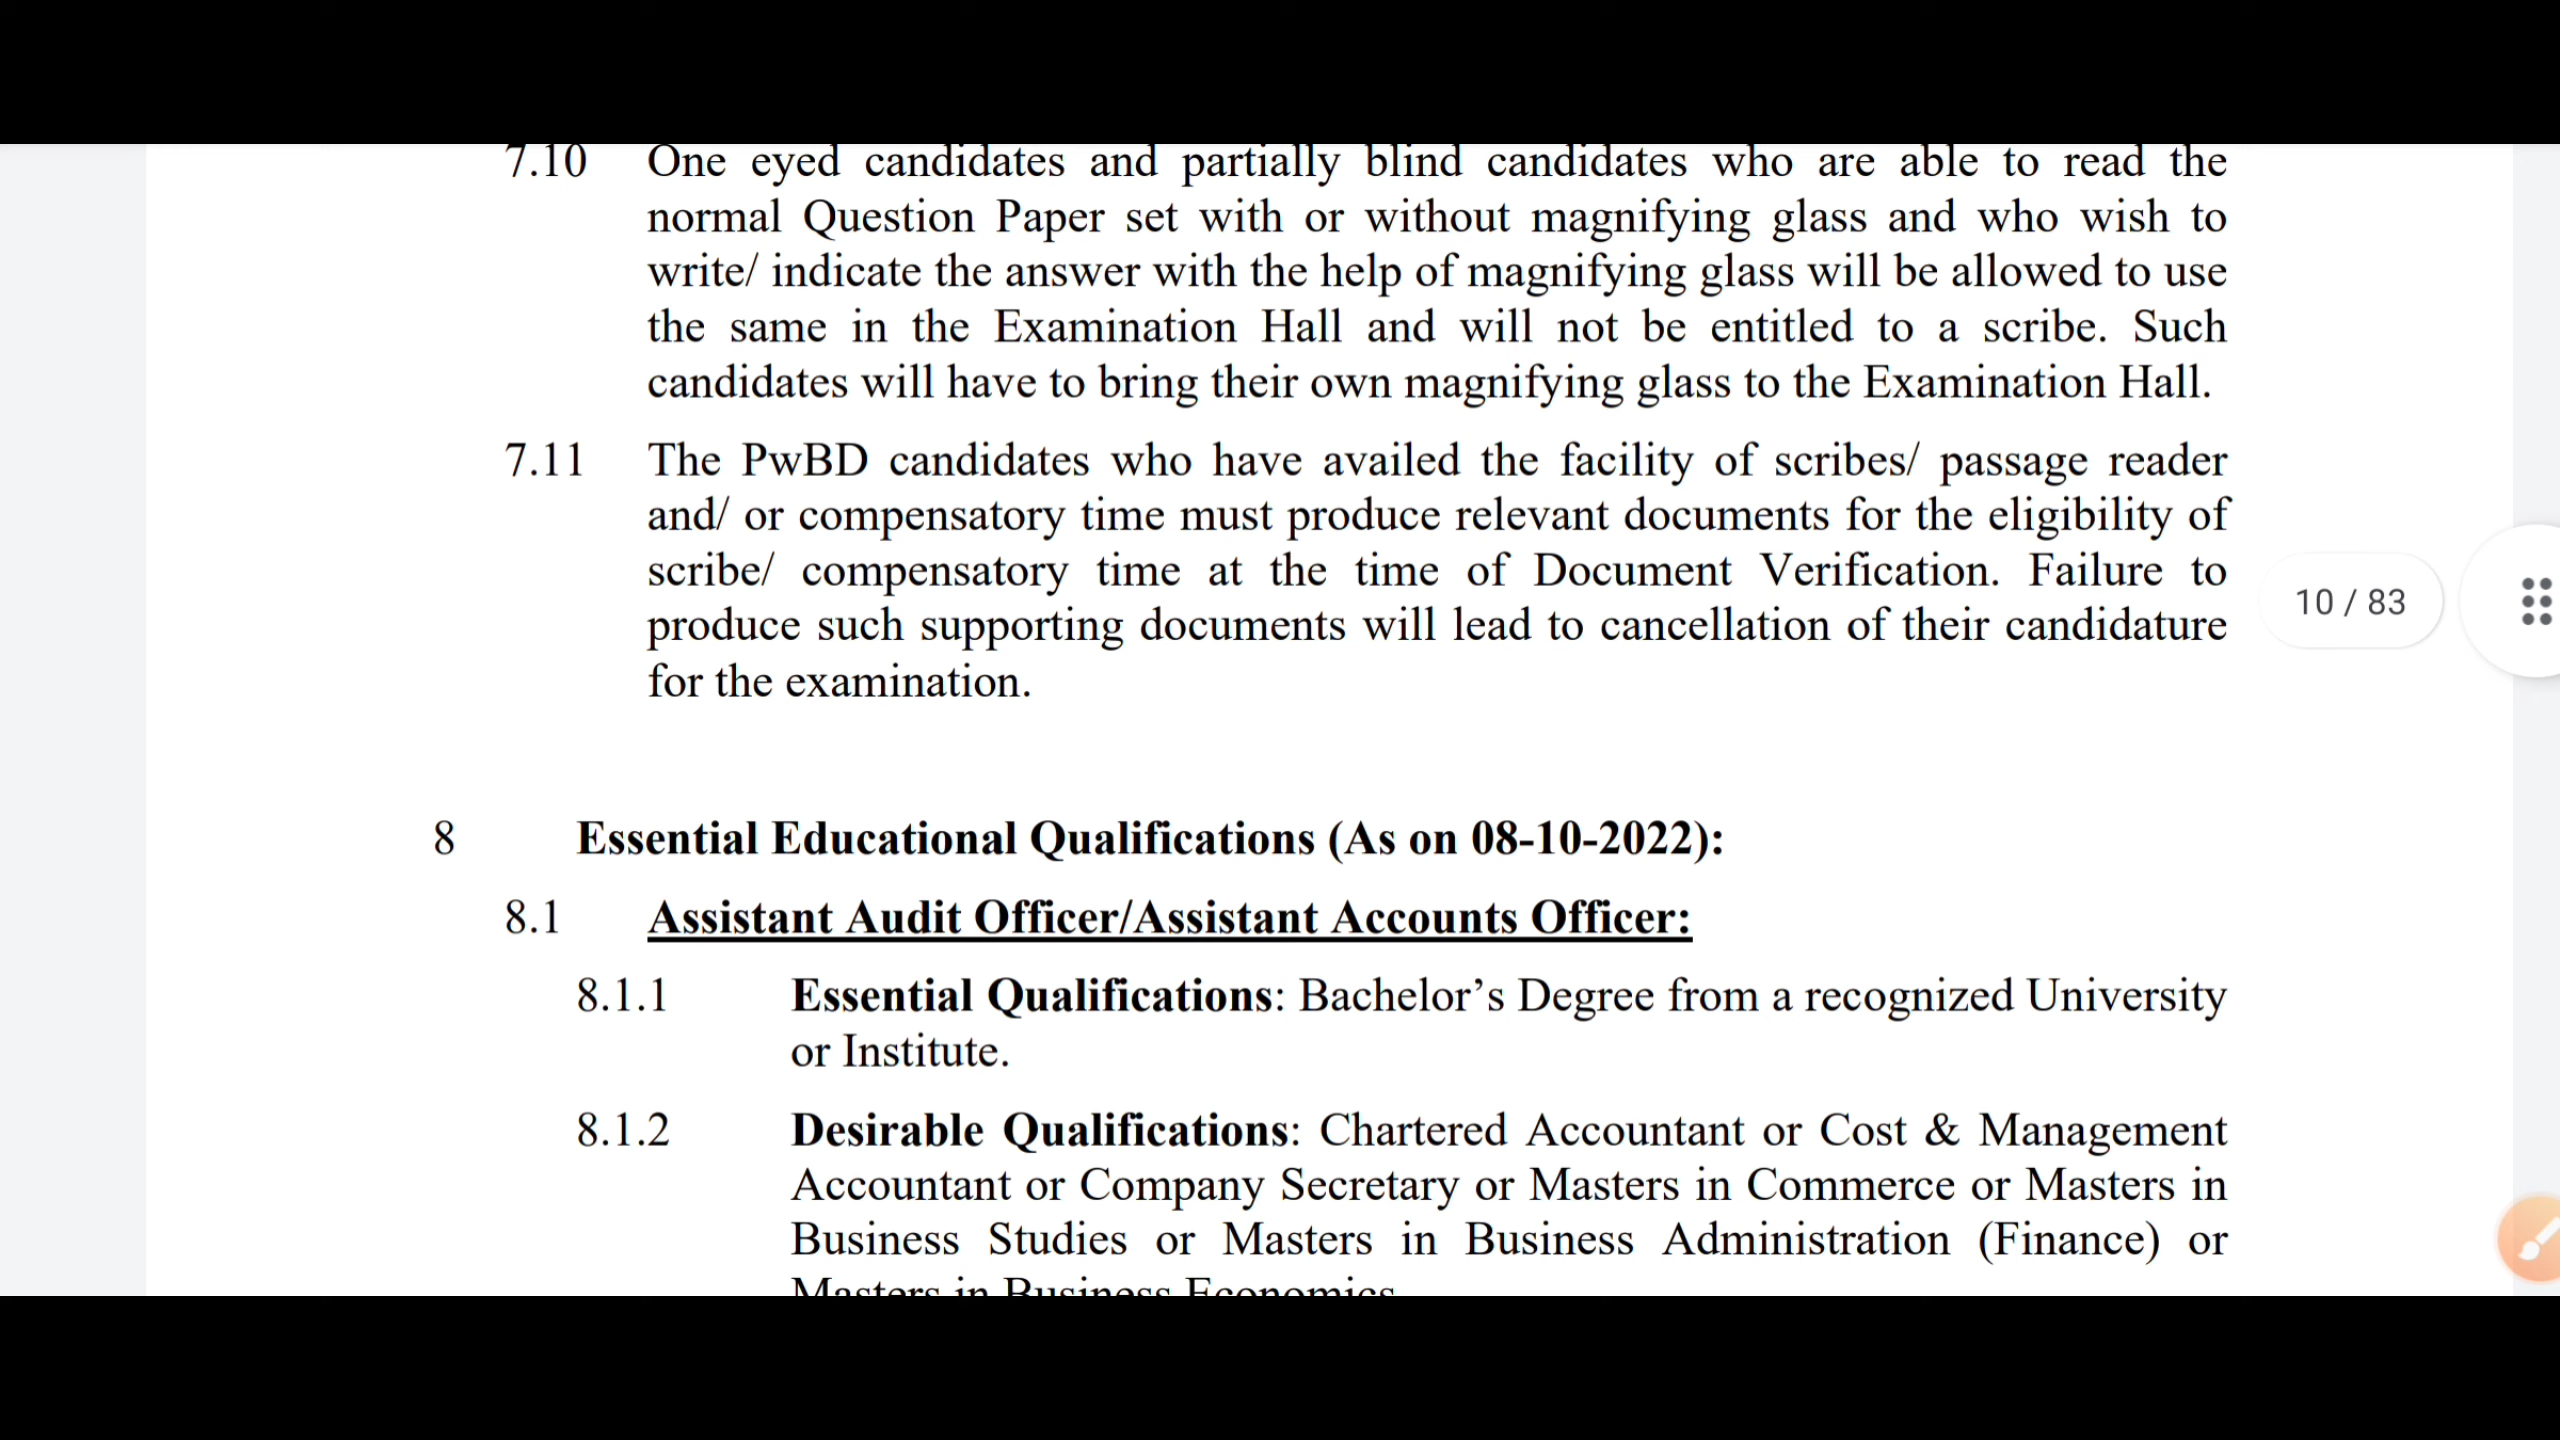 7.10 One eyed candidates and partially blind candidates who are able to read the
normal Question Paper set with or without magnifying glass and who wish to
write/ indicate the answer with the help of magnifying glass will be allowed to use
the same in the Examination Hall and will not be entitled to a scribe. Such
candidates will have to bring their own magnifying glass to the Examination Hall.
7.11 The PwBD candidates who have availed the facility of scribes/ passage reader
and/ or compensatory time must produce relevant documents for the eligibility of
scribe/ compensatory time at the time of Document Verification. Failure to
produce such supporting documents will lead to cancellation of their candidature
for the examination.
10 / 83
8 Essential Educational Qualifications (As on 08-10-2022):
8.1 Assistant Audit Officer/Assistant Accounts Officer:
8.1.1 Essential Qualifications: Bachelor’s Degree from a recognized University
or Institute.
8.1.2 Desirable Qualifications: Chartered Accountant or Cost & Management
Accountant or Company Secretary or Masters in Commerce or Masters in
Business Studies or Masters in Business Administration (Finance) or
Masters in Business Economics